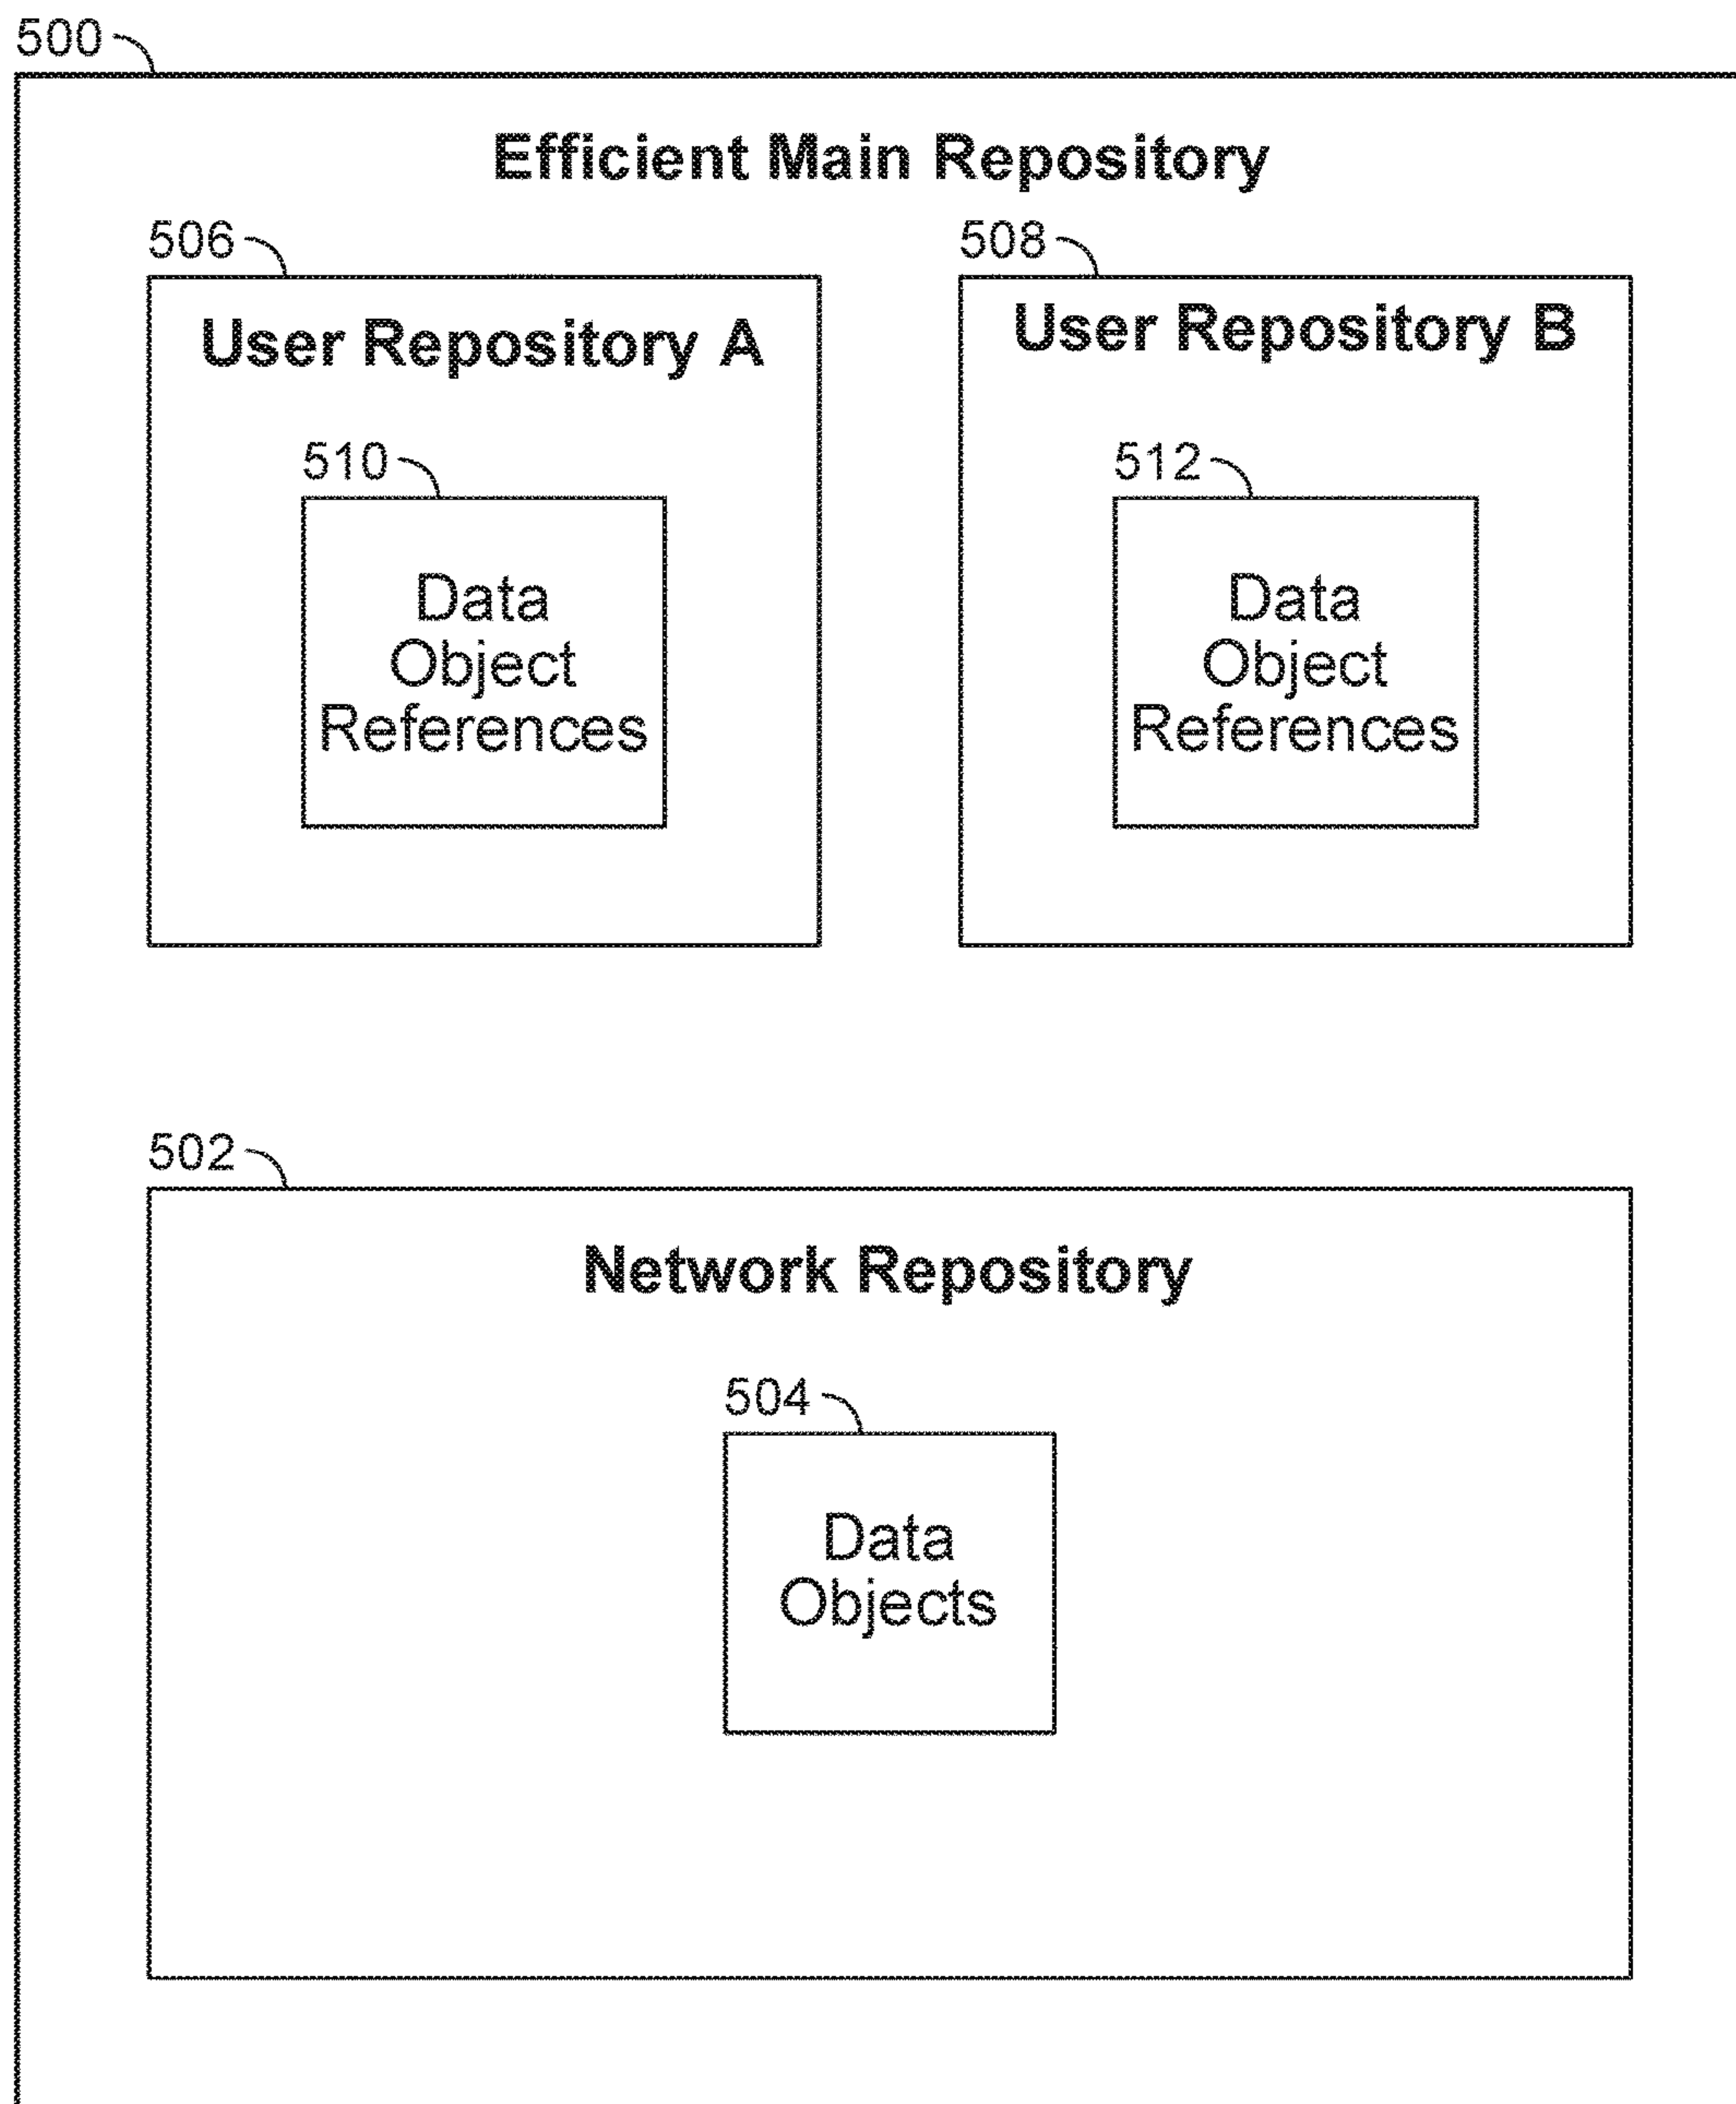 500
Efficient Main Repository
506
508
User Repository A
User Repository B
510
512
Data
Object
References
Data
Object
References
502
Network Repository
504
Data
Objects